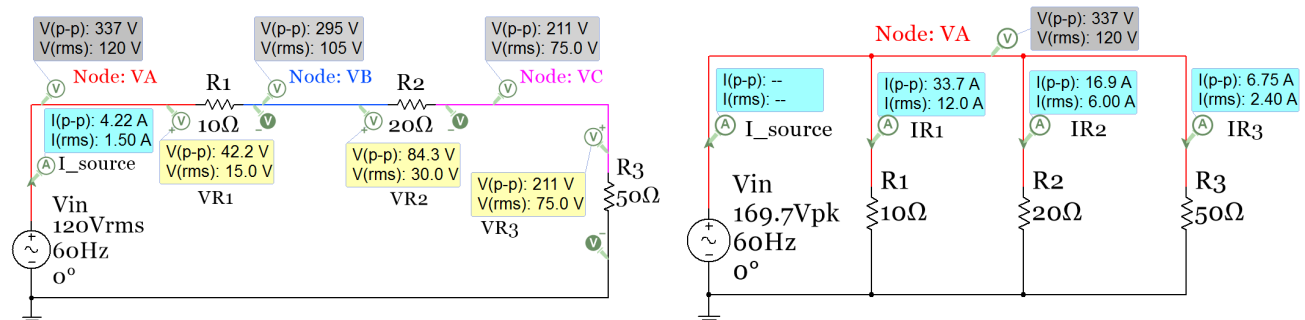 V(p-p): 337 V
V(rms): 120 V
V(p-p): 295 V
V(rms): 105 V
V(p-p): 211 V
V(rms): 75.0 V
Node: VA
Node: VB
Node: VC
V
V
V
R1
R2
10Ω
20Ω
I(p-p): 4.22 A
I(rms): 1.50 A
V
+
-
V
V
+
-
V
A
I_source
V(p-p): 42.2 V
V(rms): 15.0 V
VR1
V(p-p): 84.3 V
V(rms): 30.0 V
VR2
V
+
V(p-p): 211 V
V(rms): 75.0 V
VR3
R3
50Ω
V
-
Vin
120Vrms
60Hz
0°
+
-
V(p-p): 337 V
V(rms): 120 V
Node: VA
V
I(p-p): --
I(rms): --
A
I_source
I(p-p): 33.7 A
I(rms): 12.0 A
A
IR1
I(p-p): 16.9 A
I(rms): 6.00 A
A
IR2
I(p-p): 6.75 A
I(rms): 2.40 A
A
IR3
Vin
169.7Vpk
60Hz
0°
+
-
R1
10Ω
R2
20Ω
R3
50Ω